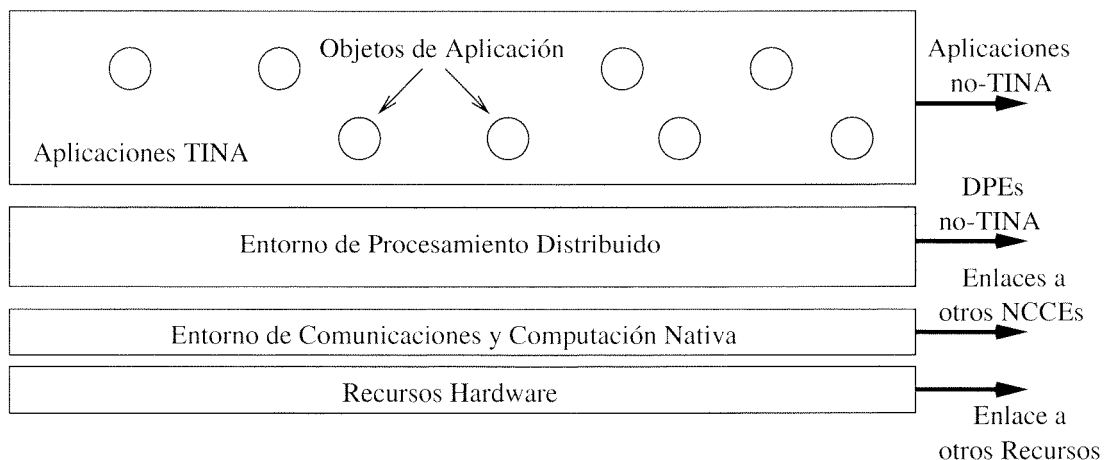 Objetos de Aplicación
Aplicaciones TINA
Aplicaciones
no-TINA
DPEs
no-TINA
Entorno de Procesamiento Distribuido
Enlaces a
otros NCCEs
Entorno de Comunicaciones y Computación Nativa
Recursos Hardware
Enlace a
otros Recursos